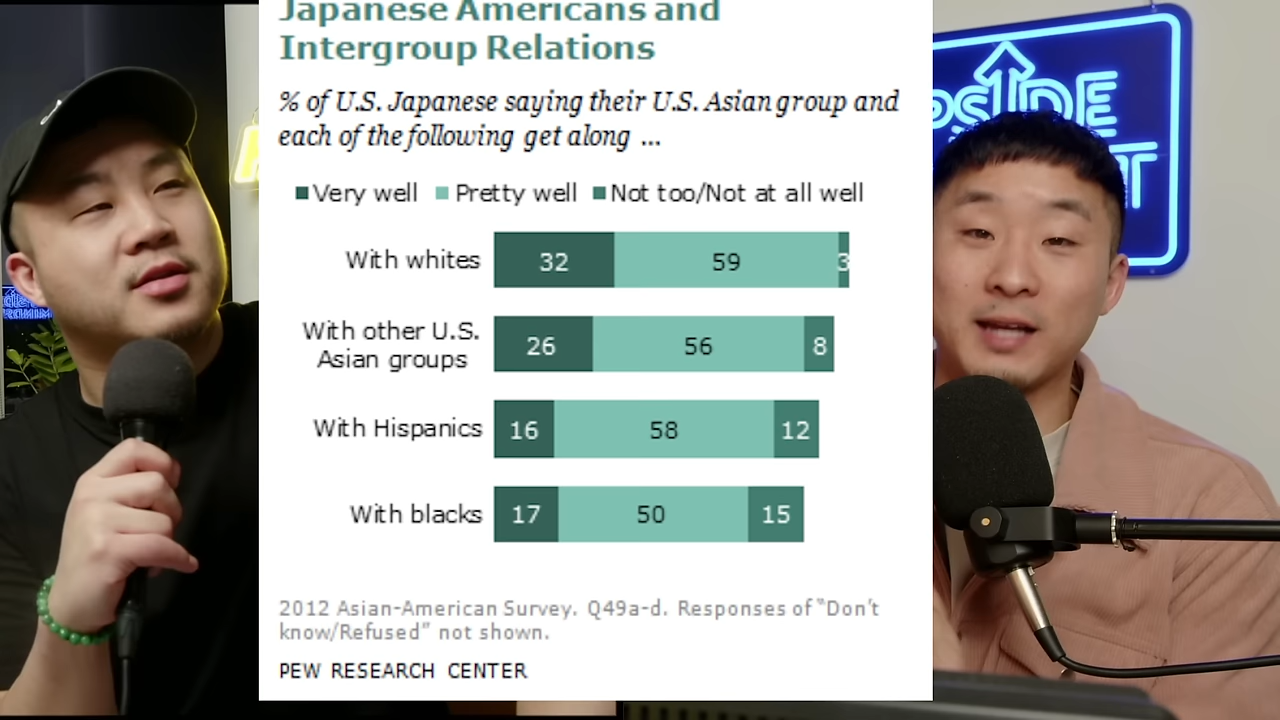 Japanese Americans and
Intergroup Relations
% of U.S. Japanese saying their U.S. Asian group and
each of the following get along ...
Very well Pretty well Not too/Not at all well
With whites 32 59 3
With other U.S.
Asian groups 26 56 8
With Hispanics 16 58 12
With blacks 17 50 15
2012 Asian-American Survey. Q49a-d. Responses of “Don’t
know/Refused” not shown.
PEW RESEARCH CENTER